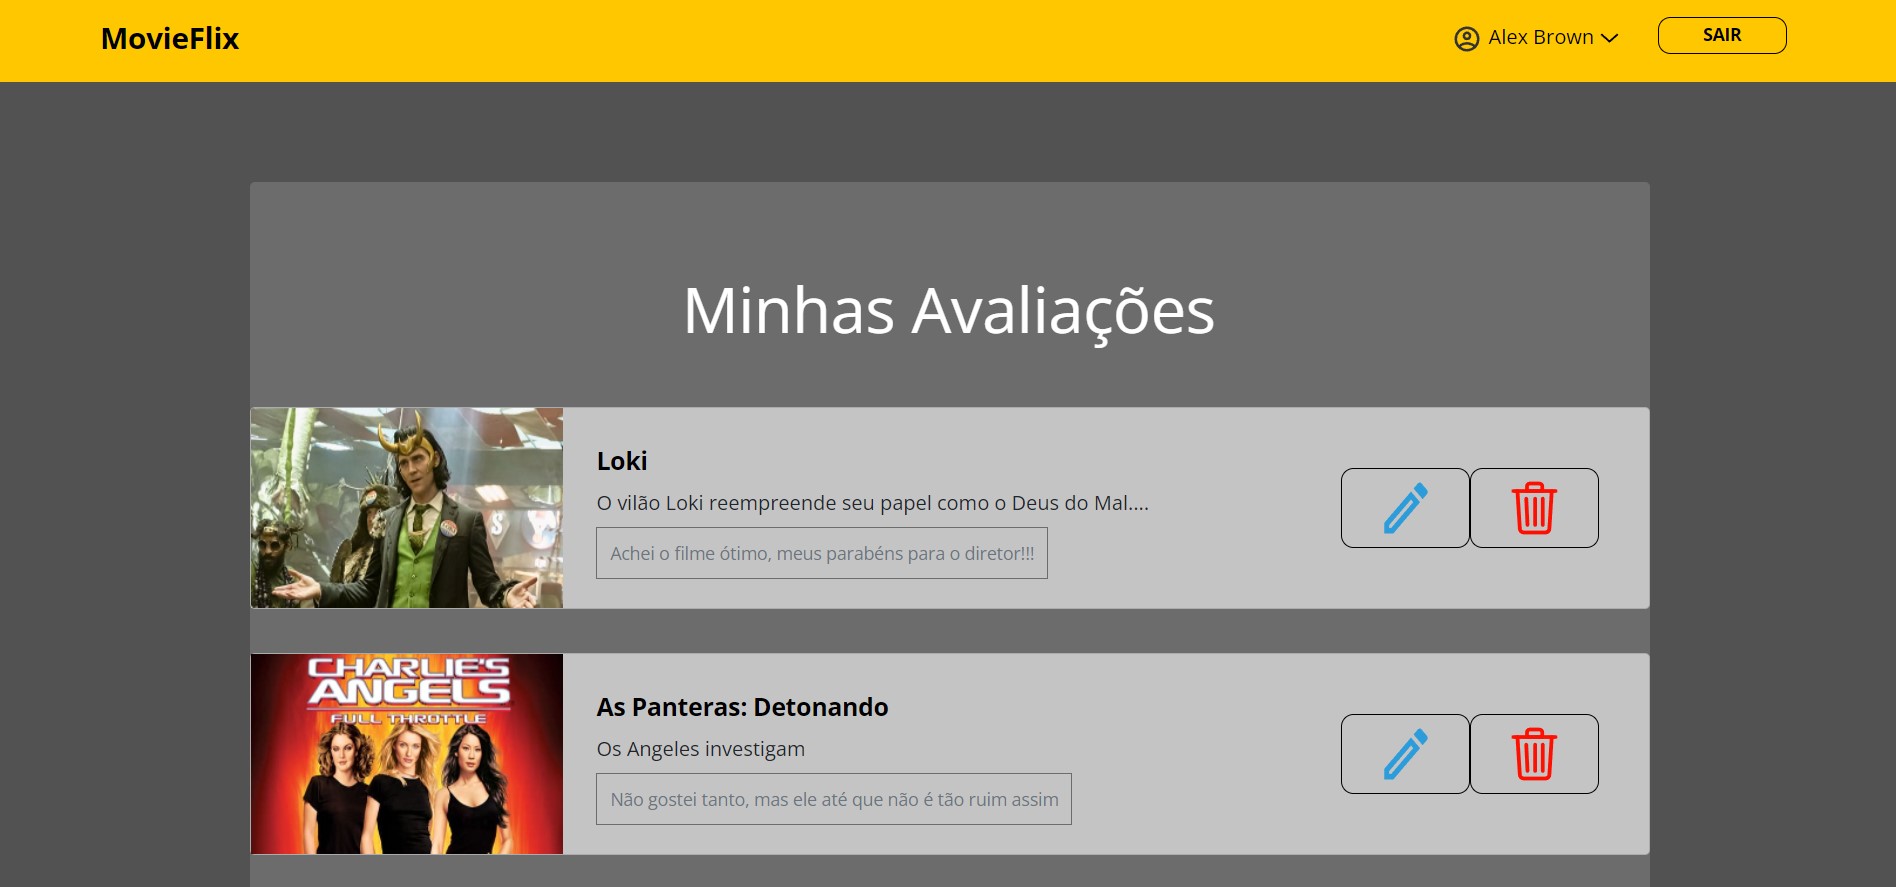 MovieFlix
Alex Brown
SAIR
Minhas Avaliações
Loki
O vilão Loki reempreende seu papel como o Deus do Mal....
Achei o filme ótimo, meus parabéns para o diretor!!!
CHARLIE'S
ANGELS
FULL THROTTLE
As Panteras: Detonando
Os Angeles investigam
Não gostei tanto, mas ele até que não é tão ruim assim